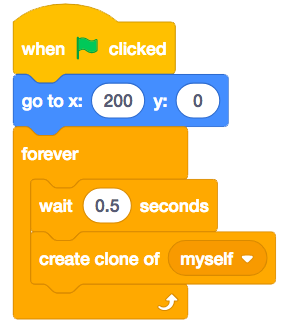 when clicked
go to x: 200 y: 0
forever
wait 0.5 seconds
create clone of myself